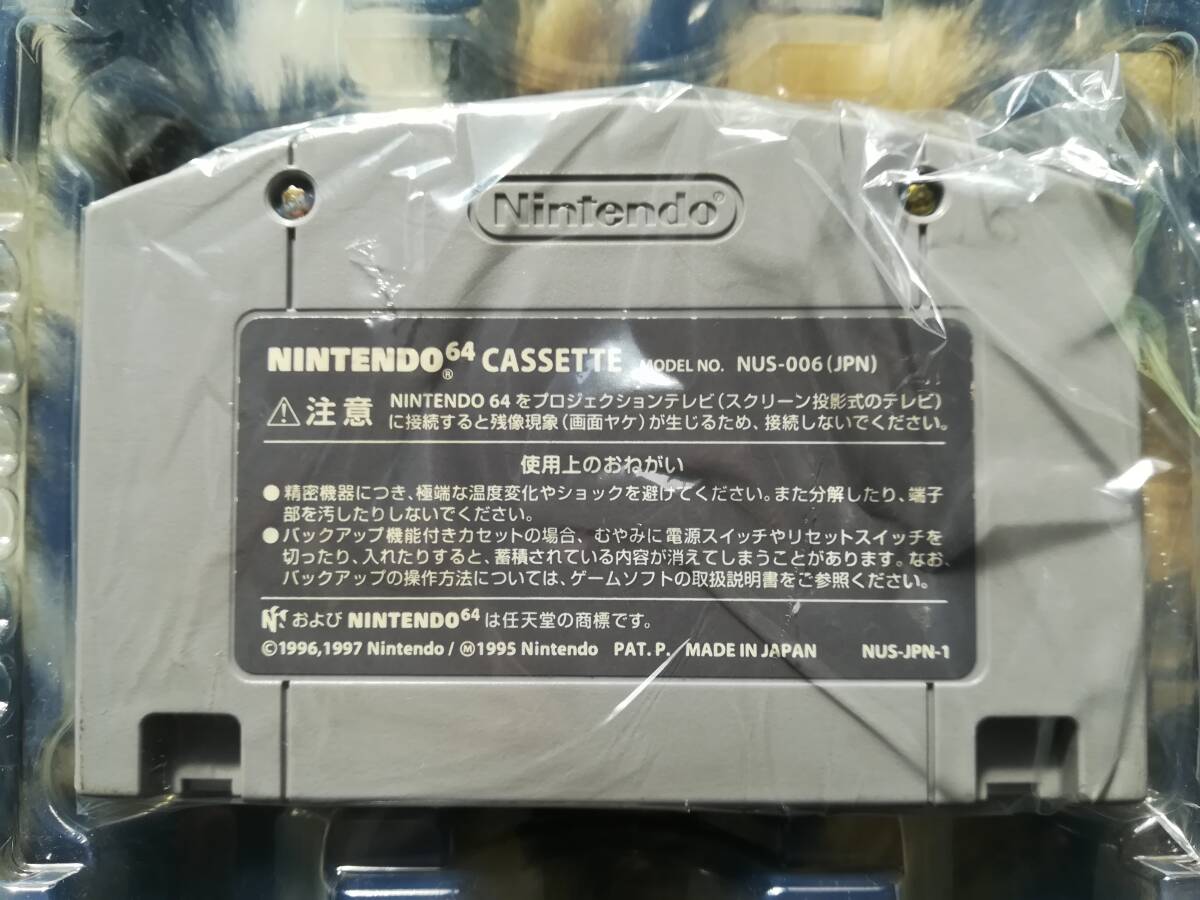 Nintendo®
NINTENDO64® CASSETTE MODEL NO. NUS-006(JPN)
⚠注意 NINTENDO 64をプロジェクションテレビ(スクリーン投影式のテレビ)
に接続すると残像現象(画面ヤケ)が生じるため、接続しないでください。
使用上のおねがい
●精密機器につき、極端な温度変化やショックを避けてください。また分解したり、端子
部を汚したりしないでください。
●バックアップ機能付きカセットの場合、むやみに電源スイッチやリセットスイッチを
切ったり、入れたりすると、蓄積されている内容が消えてしまうことがあります。なお、
バックアップの操作方法については、ゲームソフトの取扱説明書をご参照ください。
および NINTENDO64 は任天堂の商標です。
©1996,1997 Nintendo/Ⓜ1995 Nintendo PAT.P. MADE IN JAPAN NUS-JPN-1